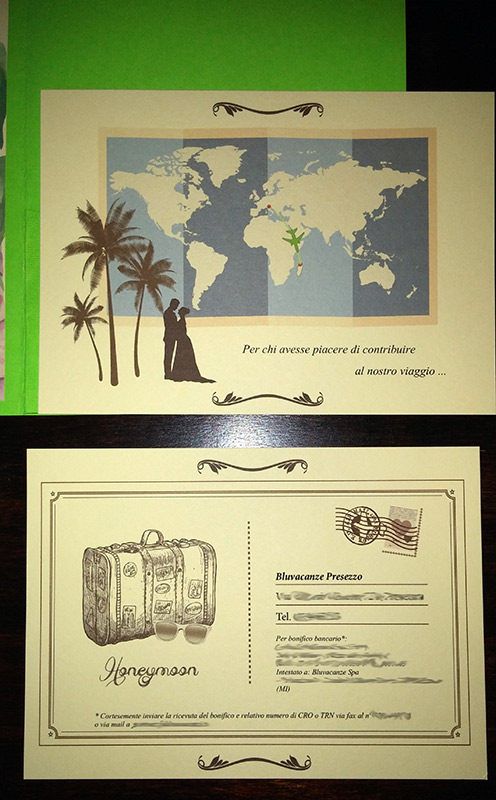 Per chi avesse piacere di contribuire
al nostro viaggio ...
Bluvacanze Presezzo
Tel.
Per bonifico bancario*:
Intestato a: Bluvacanze Spa
(MI)
Honeymoon
* Cortesemente inviare la ricevuta del bonifico e relativo numero di CRO o TRN via fax al n°
o via mail a